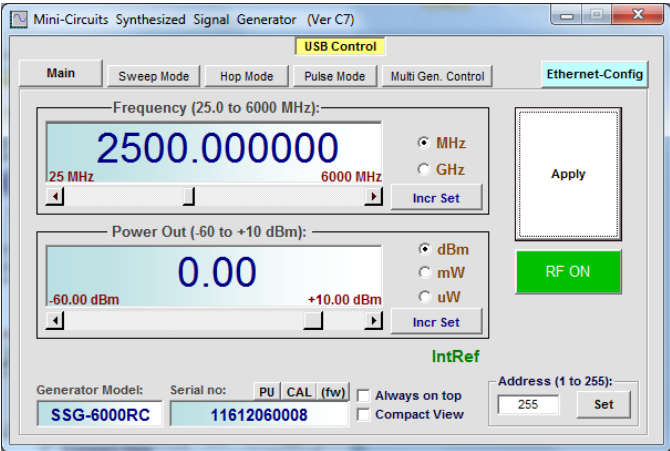 Mini-Circuits Synthesized Signal Generator (Ver C7)
USB Control
Main Sweep Mode Hop Mode Pulse Mode Multi Gen. Control Ethernet-Config
Frequency (25.0 to 6000 MHz):
2500.000000
25 MHz 6000 MHz
MHz
GHz
Incr Set
Apply
Power Out (-60 to +10 dBm):
0.00
-60.00 dBm +10.00 dBm
dBm
mW
uW
Incr Set
RF ON
IntRef
Generator Model: Serial no: PU CAL (fw)
SSG-6000RC 11612060008
Always on top
Compact View
Address (1 to 255):
255 Set